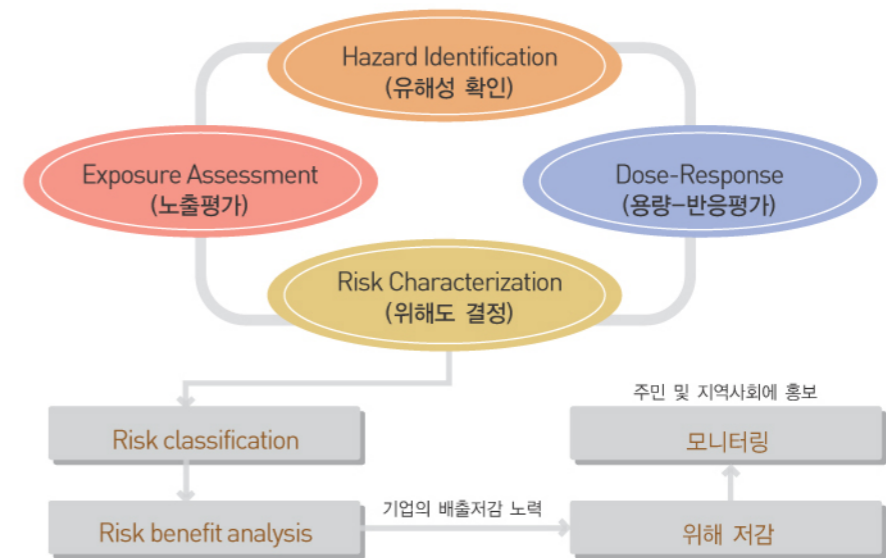 Hazard Identification
(유해성 확인)
Exposure Assessment
(노출평가)
Dose-Response
(용량-반응평가)
Risk Characterization
(위해도 결정)
주민 및 지역사회에 홍보
Risk classification
모니터링
기업의 배출저감 노력
Risk benefit analysis
위해 저감